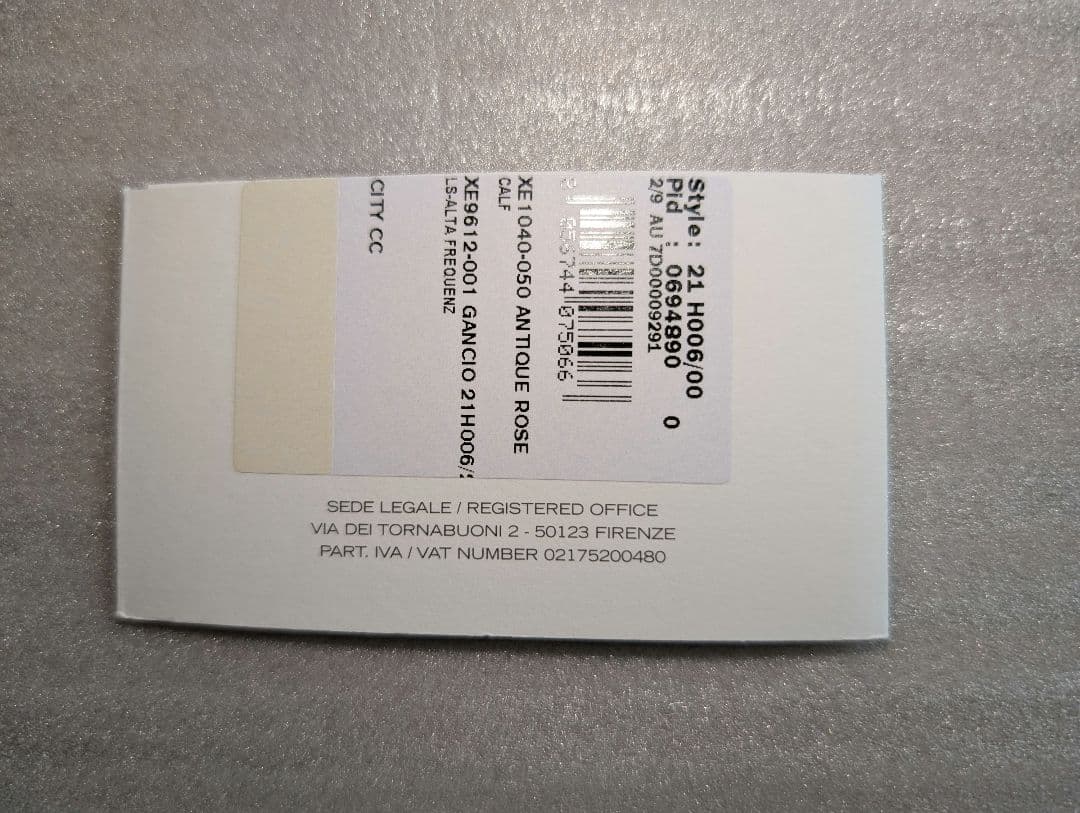 Style: 21 H006/00
Pid : 0694890 0
2/9 AU 7D00009291
075066
XE1040-050 ANTIQUE ROSE
CALF
XE9612-001 GANCIO 21H006/
LS-ALTA FREQUENZ
CITY CC
SEDE LEGALE / REGISTERED OFFICE
VIA DEI TORNABUONI 2 - 50123 FIRENZE
PART. IVA / VAT NUMBER 02175200480